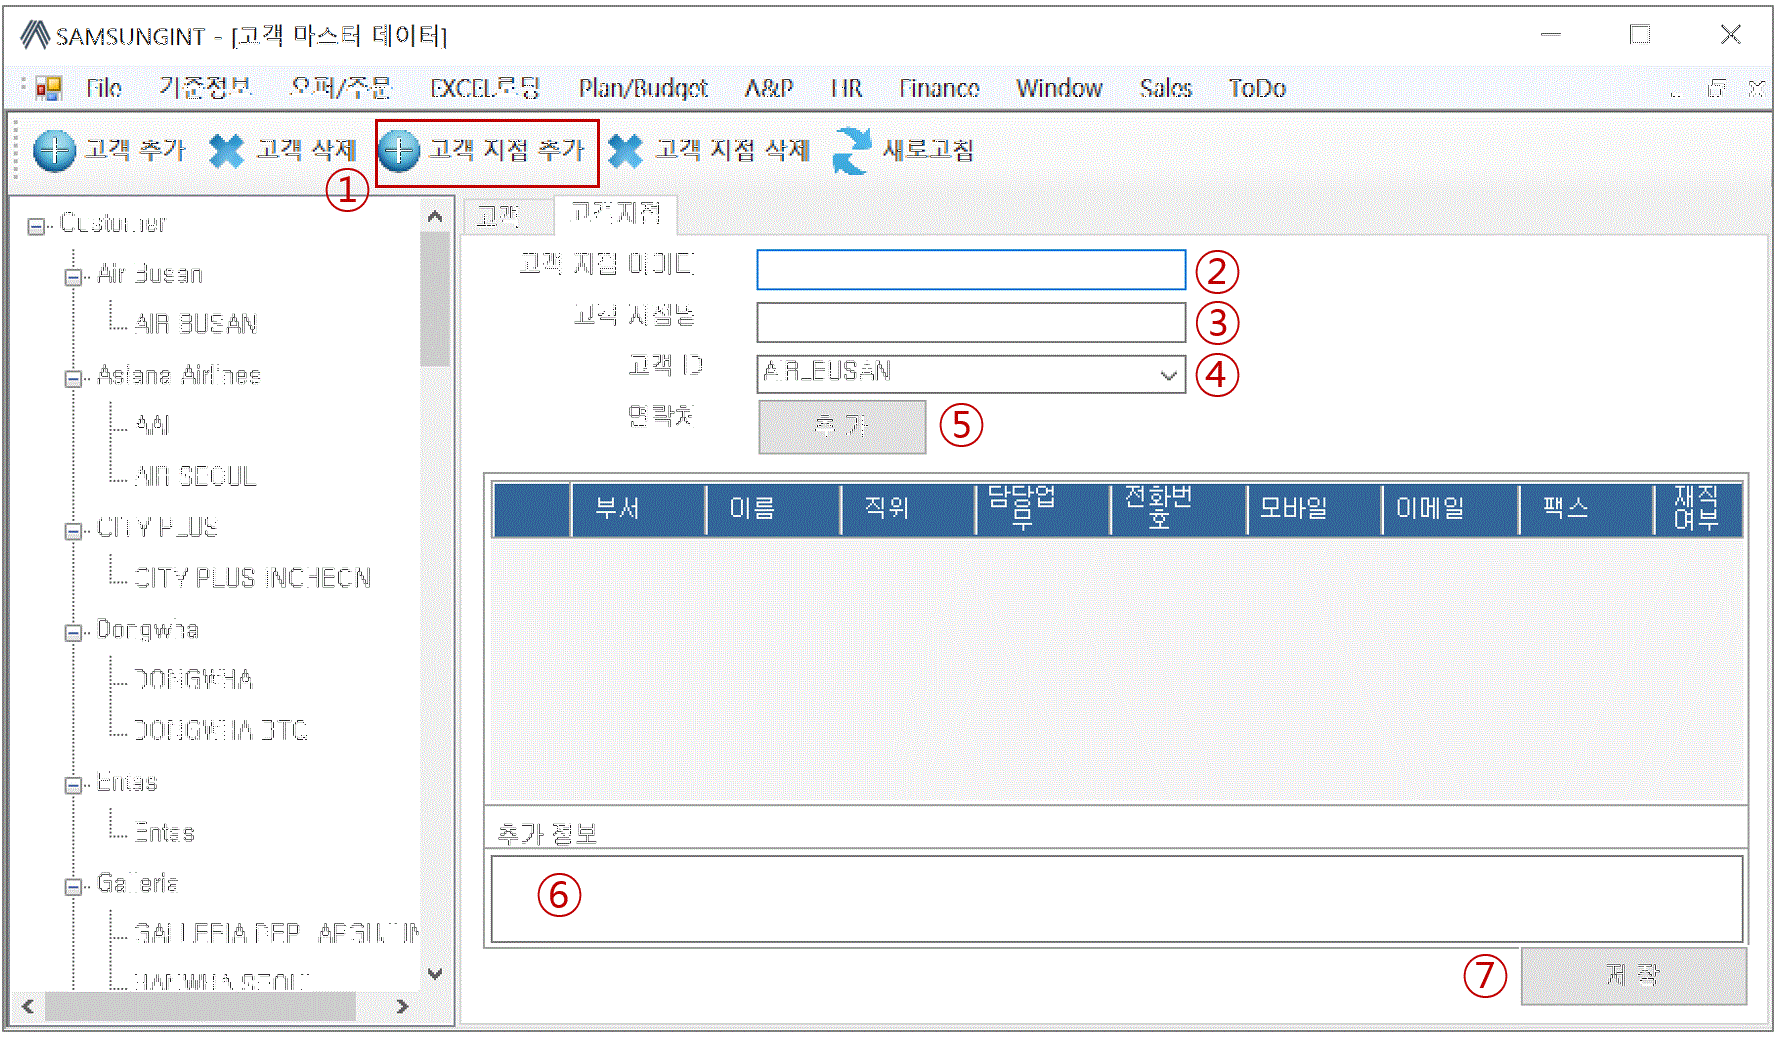 SAMSUNGINT - [고객 마스터 데이터]
File 기준정보 오퍼/주문 EXCEL로딩 Plan/Budget A&P HR Finance Window Sales ToDo
고객 추가 고객 삭제 고객 지점 추가 고객 지점 삭제 새로고침
①
Customer
Air Busan
AIR BUSAN
Asiana Airlines
AAI
AIR SEOUL
CITY PLUS
CITY PLUS INCHEON
Dongwha
DONGWHA
DONGWHA BTQ
Entas
Entas
Galleria
GALLERIA DEP. APGUJUN
HANWHA SEOUL
고객 고객지점
고객 지점 아이디 ②
고객 지점명 ③
고객 ID AIR_BUSAN ④
연락처 추 가 ⑤
부서 이름 직위 담당업무 전화번호 모바일 이메일 팩스 재직여부
추가 정보
⑥
⑦ 저 장